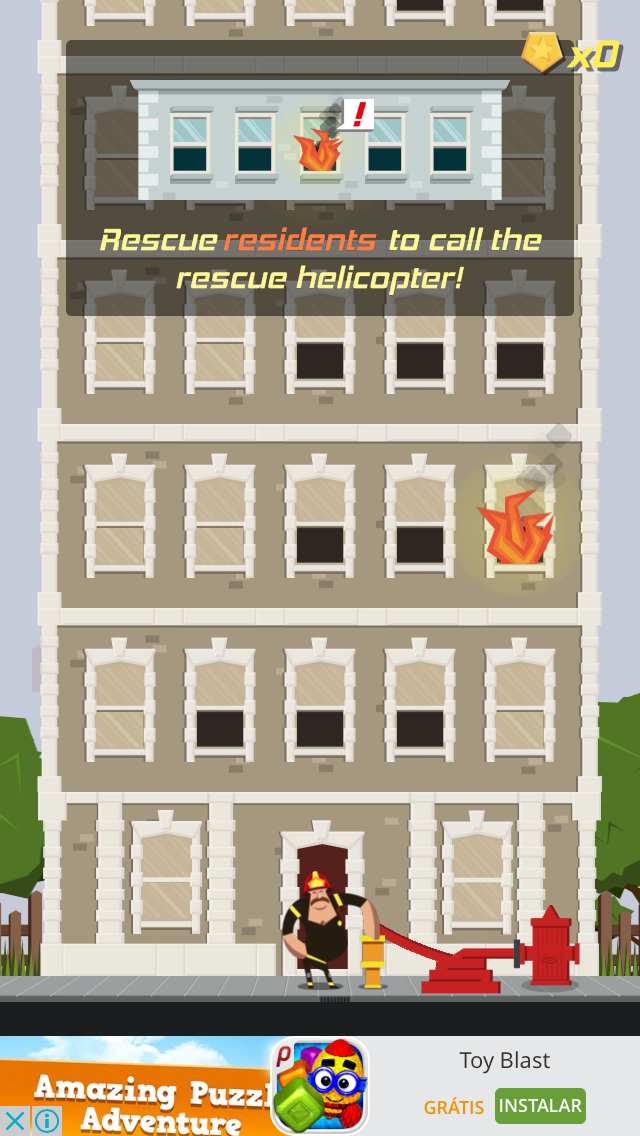 x0
!
Rescue residents to call the
rescue helicopter!
Amazing Puzzl
Adventure
p
Toy Blast
GRÁTIS
INSTALAR